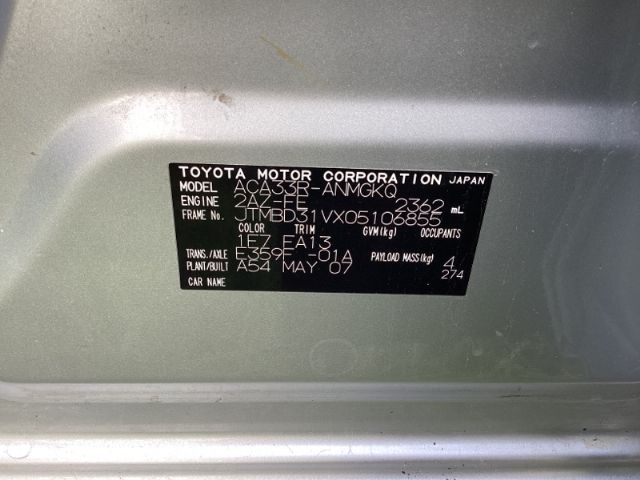 TOYOTA MOTOR CORPORATION JAPAN
MODEL ACA33R-ANMGKQ
ENGINE 2AZ-FE 2362 mL
FRAME No. JTMBD31VX05106855
COLOR TRIM GVM(kg) OCCUPANTS
1E7 EA13
TRANS./AXLE E359F -01A PAYLOAD MASS(kg) 4
PLANT/BUILT A54 MAY 07 274
CAR NAME